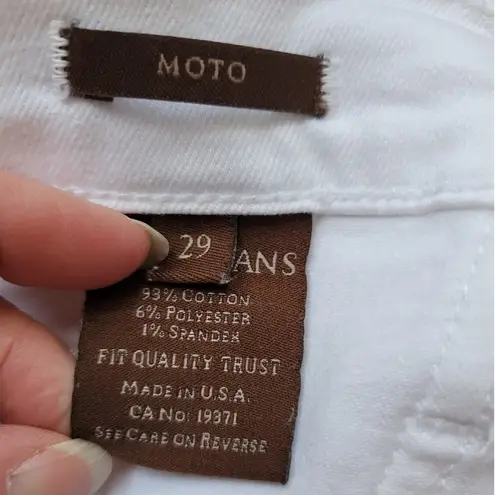 MOTO
29
ANS
93% COTTON
6% POLYESTER
1% SPANDEX
FIT QUALITY TRUST
MADE IN U.S.A.
CA NO: 19371
SEE CARE ON REVERSE